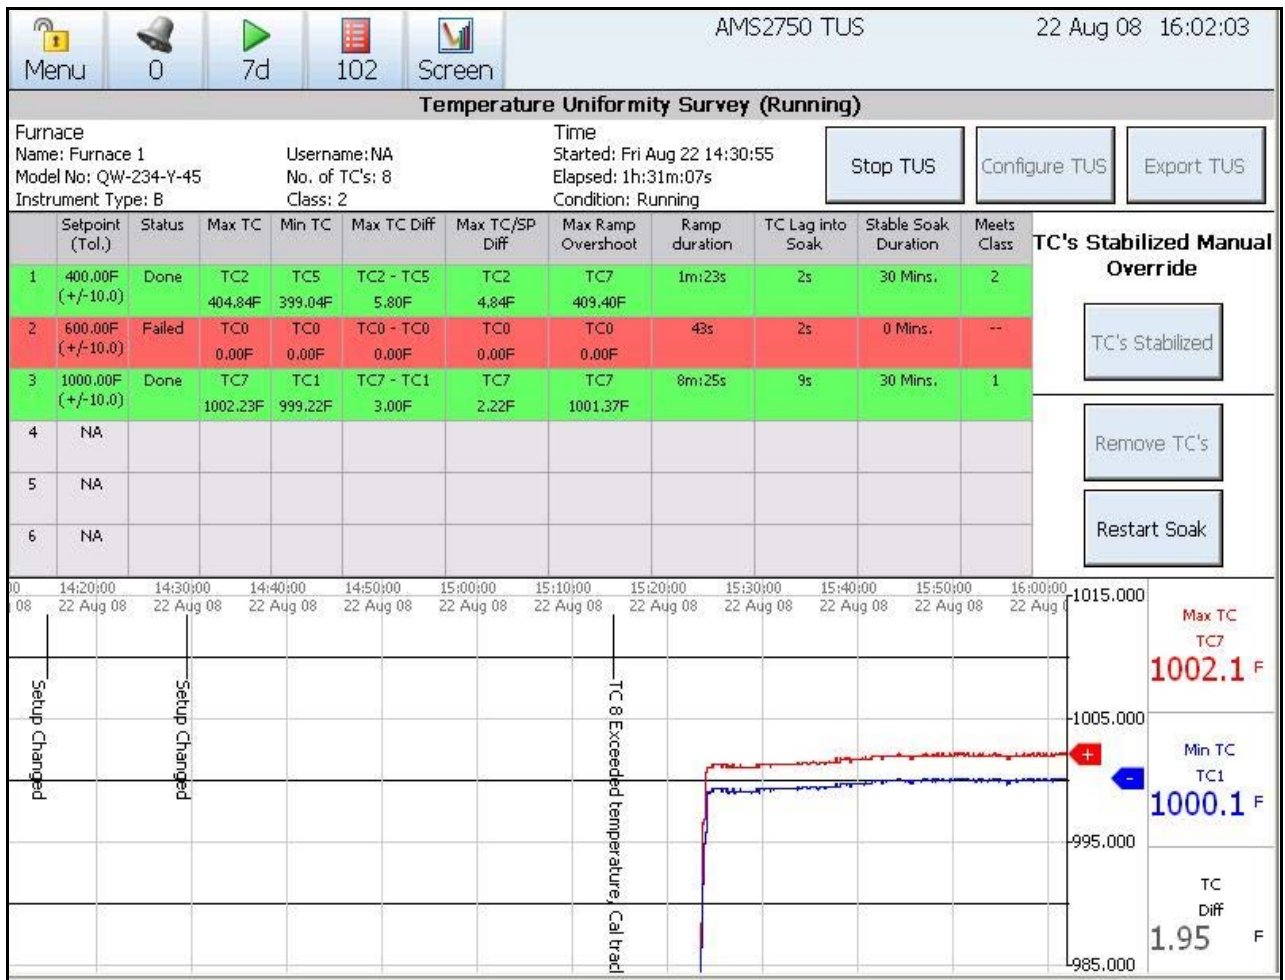 Menu 0 7d 102 Screen AMS2750 TUS 22 Aug 08 16:02:03
Temperature Uniformity Survey (Running)
Furnace
Name: Furnace 1
Model No: QW-234-Y-45
Instrument Type: B
Username:NA
No. of TC's: 8
Class: 2
Time
Started: Fri Aug 22 14:30:55
Elapsed: 1h:31m:07s
Condition: Running
Stop TUS
Configure TUS
Export TUS
Setpoint (Tol.) Status Max TC Min TC Max TC Diff Max TC/SP Diff Max Ramp Overshoot Ramp duration TC Lag into Soak Stable Soak Duration Meets Class
1 400.00F Done TC2 TC5 TC2 - TC5 TC2 TC7 1m:23s 2s 30 Mins. 2
(+/-10.0) 404.84F 399.04F 5.80F 4.84F 409.40F
2 600.00F Failed TC0 TC0 TC0 - TC0 TC0 TC0 43s 2s 0 Mins. --
(+/-10.0) 0.00F 0.00F 0.00F 0.00F 0.00F
3 1000.00F Done TC7 TC1 TC7 - TC1 TC7 TC7 8m:25s 9s 30 Mins. 1
(+/-10.0) 1002.23F 999.22F 3.00F 2.22F 1001.37F
4 NA
5 NA
6 NA
TC's Stabilized Manual
Override
TC's Stabilized
Remove TC's
Restart Soak
14:20:00 14:30:00 14:40:00 14:50:00 15:00:00 15:10:00 15:20:00 15:30:00 15:40:00 15:50:00 16:00:00
08 22 Aug 08 22 Aug 08 22 Aug 08 22 Aug 08 22 Aug 08 22 Aug 08 22 Aug 08 22 Aug 08 22 Aug 08 22 Aug 08 22 Aug
Setup Changed
Setup Changed
TC 8 Exceeded temperature, Cal
1015.000
1005.000
995.000
985.000
+
-
Max TC
TC7
1002.1 F
Min TC
TC1
1000.1 F
TC
Diff
1.95 F